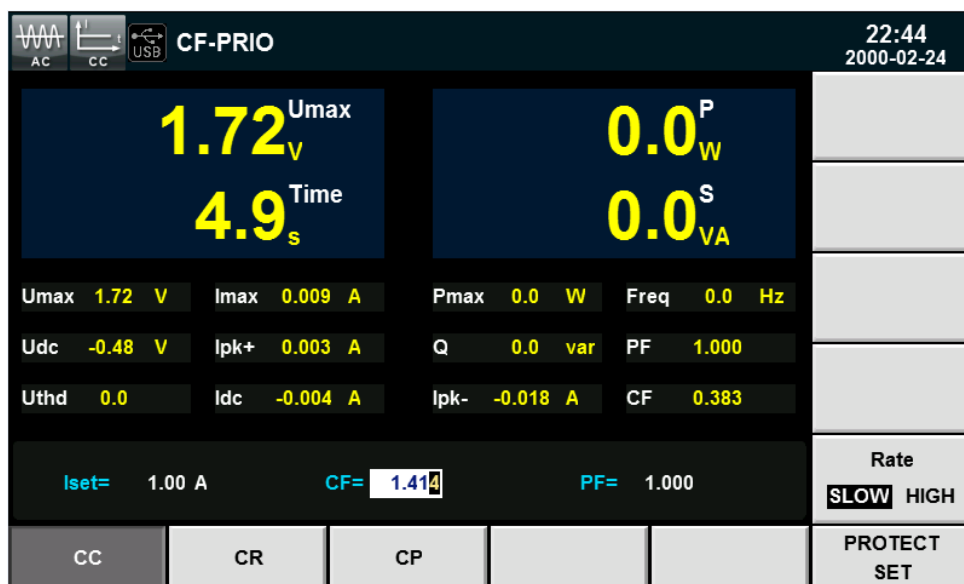 AC CC USB CF-PRIO 22:44
2000-02-24
1.72 Umax V
4.9 Time s
0.0 P W
0.0 S VA
Umax 1.72 V Imax 0.009 A Pmax 0.0 W Freq 0.0 Hz
Udc -0.48 V Ipk+ 0.003 A Q 0.0 var PF 1.000
Uthd 0.0 Idc -0.004 A Ipk- -0.018 A CF 0.383
Iset= 1.00 A CF= 1.414 PF= 1.000
Rate
SLOW HIGH
CC CR CP
PROTECT
SET